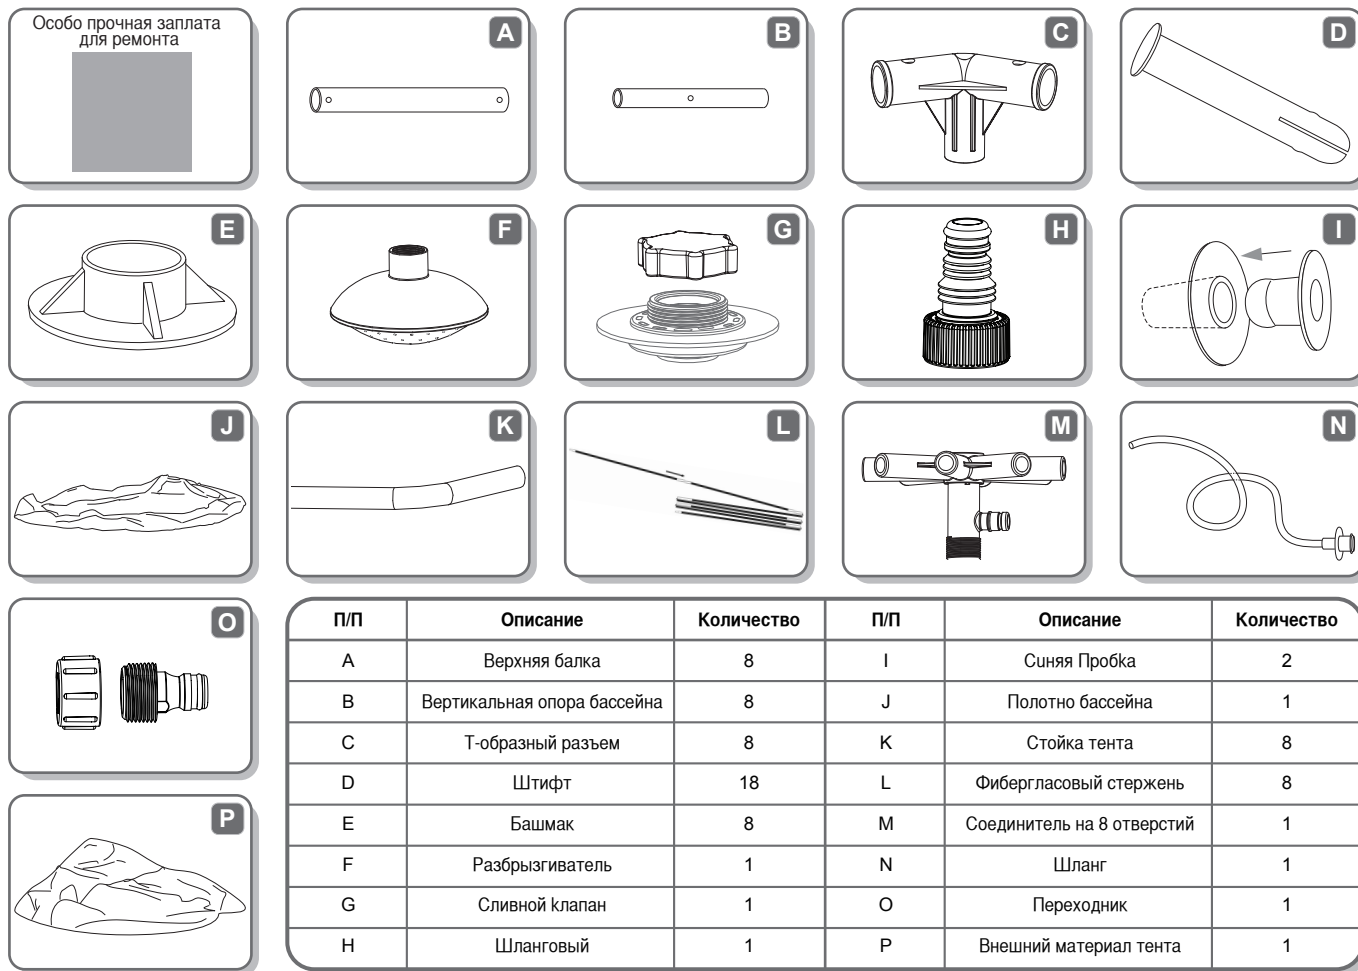 Особо прочная заплата
для ремонта
A
B
C
D
E
F
G
H
I
J
K
L
M
N
O
P
П/П Описание Количество П/П Описание Количество
A Верхняя балка 8 I Синяя Пробка 2
B Вертикальная опора бассейна 8 J Полотно бассейна 1
C Т-образный разъем 8 K Стойка тента 8
D Штифт 18 L Фибергласовый стержень 8
E Башмак 8 M Соединитель на 8 отверстий 1
F Разбрызгиватель 1 N Шланг 1
G Сливной клапан 1 O Переходник 1
H Шланговый 1 P Внешний материал тента 1